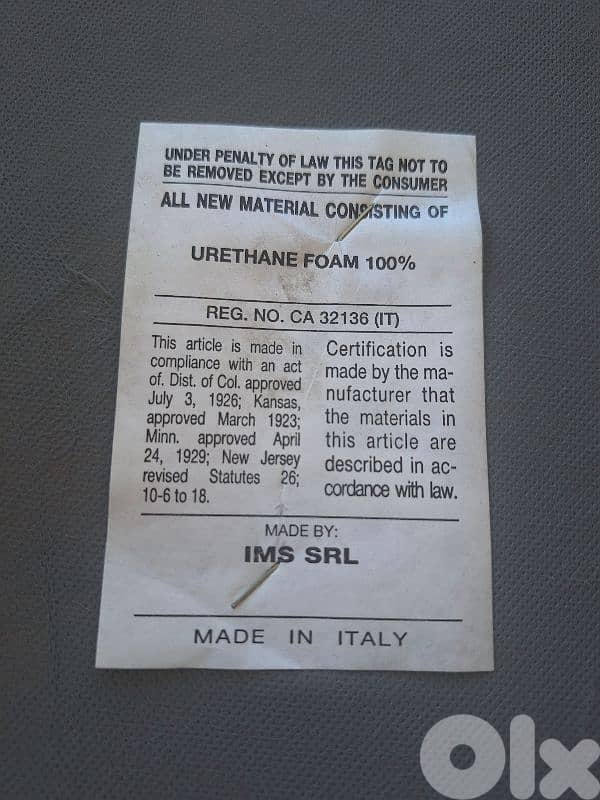 UNDER PENALTY OF LAW THIS TAG NOT TO
BE REMOVED EXCEPT BY THE CONSUMER
ALL NEW MATERIAL CONSISTING OF
URETHANE FOAM 100%
REG. NO. CA 32136 (IT)
This article is made in
compliance with an act
of. Dist. of Col. approved
July 3, 1926; Kansas,
approved March 1923;
Minn. approved April
24, 1929; New Jersey
revised Statutes 26;
10-6 to 18.
Certification is
made by the ma-
nufacturer that
the materials in
this article are
described in ac-
cordance with law.
MADE BY:
IMS SRL
MADE IN ITALY
Olx